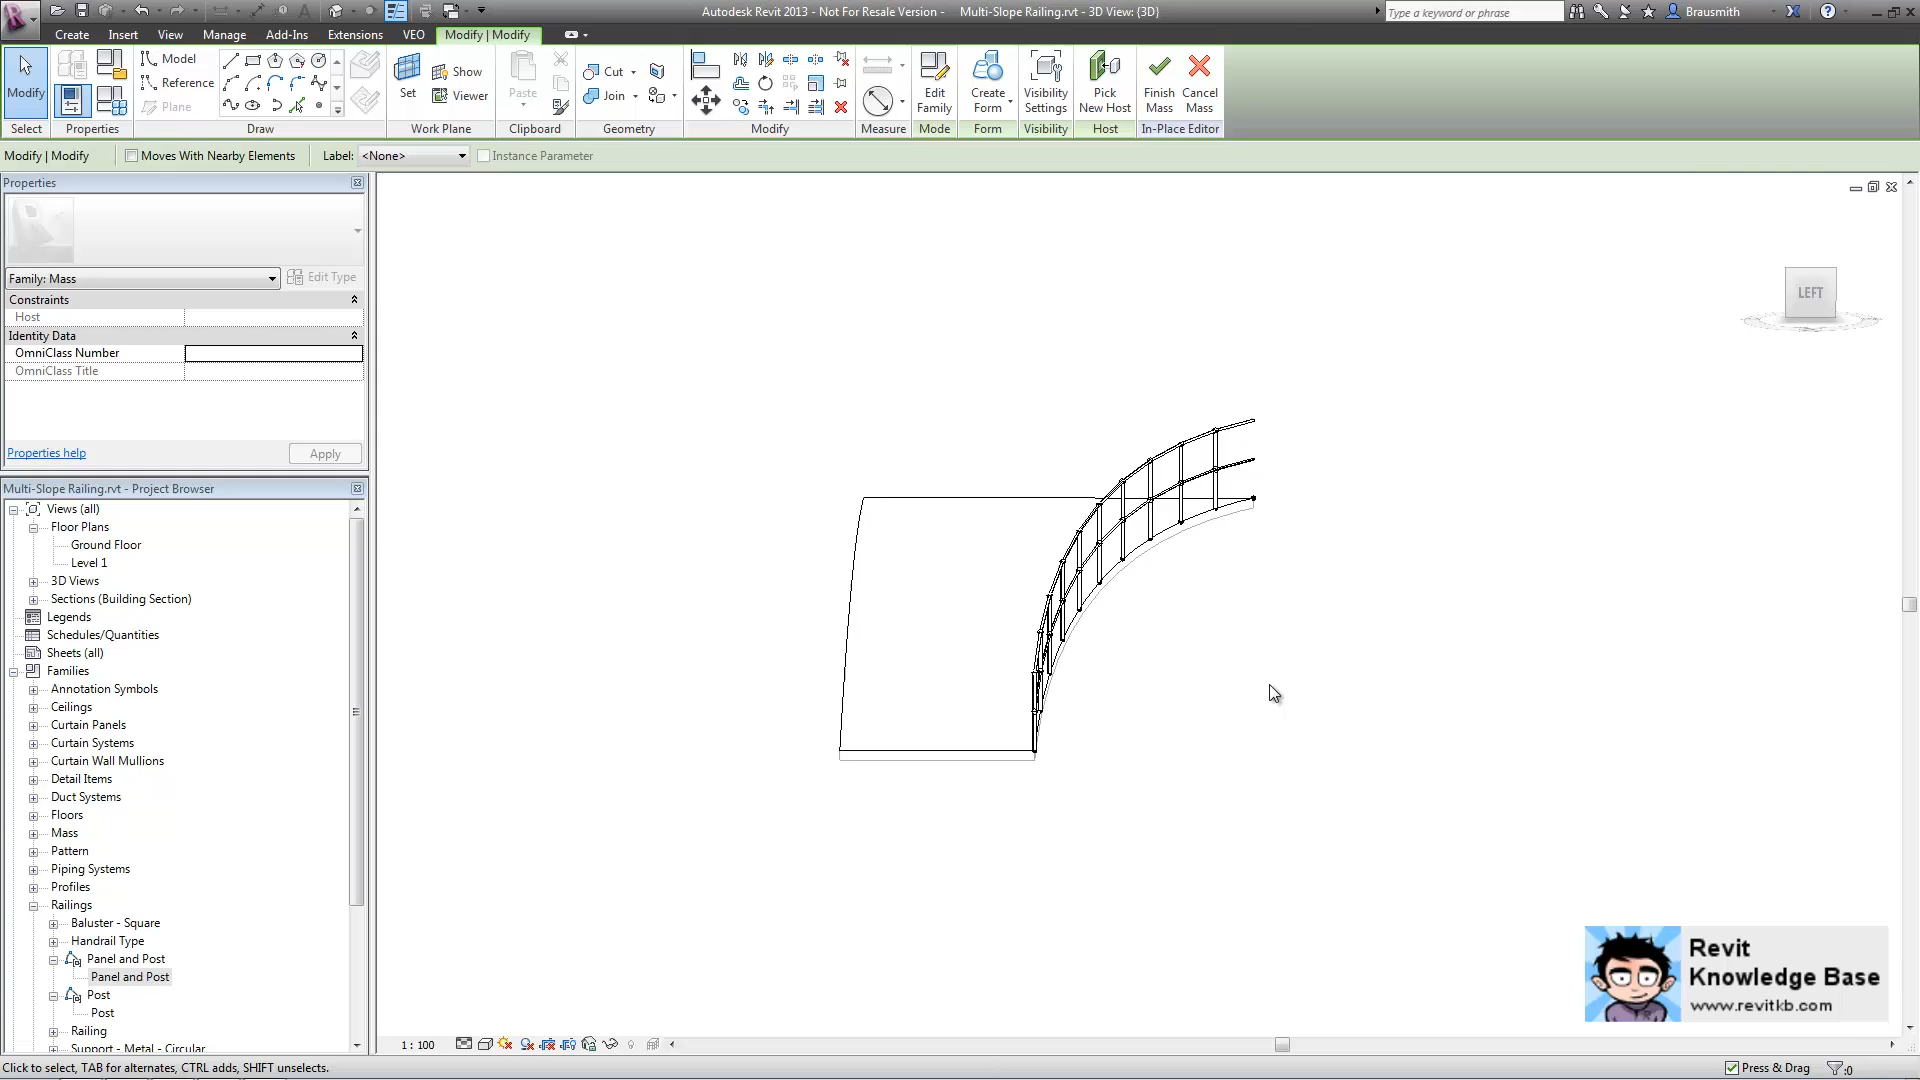 Autodesk Revit 2013 - Not For Resale Version - Multi-Slope Railing.rvt - 3D View: {3D}
Type a keyword or phrase
Brausmith
Create Insert View Manage Add-Ins Extensions VEO Modify | Modify
Modify
Model
Reference
Plane
Set
Show
Viewer
Paste
Cut
Join
Edit
Family
Create
Form
Visibility
Settings
Pick
New Host
Finish
Mass
Cancel
Mass
Select Properties Draw Work Plane Clipboard Geometry Modify Measure Mode Form Visibility Host In-Place Editor
Modify | Modify Moves With Nearby Elements Label: <None> Instance Parameter
Properties
Family: Mass Edit Type
Constraints
Host
Identity Data
OmniClass Number
OmniClass Title
Properties help Apply
Multi-Slope Railing.rvt - Project Browser
Views (all)
Floor Plans
Ground Floor
Level 1
3D Views
Sections (Building Section)
Legends
Schedules/Quantities
Sheets (all)
Families
Annotation Symbols
Ceilings
Curtain Panels
Curtain Systems
Curtain Wall Mullions
Detail Items
Duct Systems
Floors
Mass
Pattern
Piping Systems
Profiles
Railings
Baluster - Square
Handrail Type
Panel and Post
Panel and Post
Post
Post
Railing
Support - Metal - Circular
LEFT
Revit
Knowledge Base
www.revitkb.com
1 : 100
Click to select, TAB for alternates, CTRL adds, SHIFT unselects.
Press & Drag :0